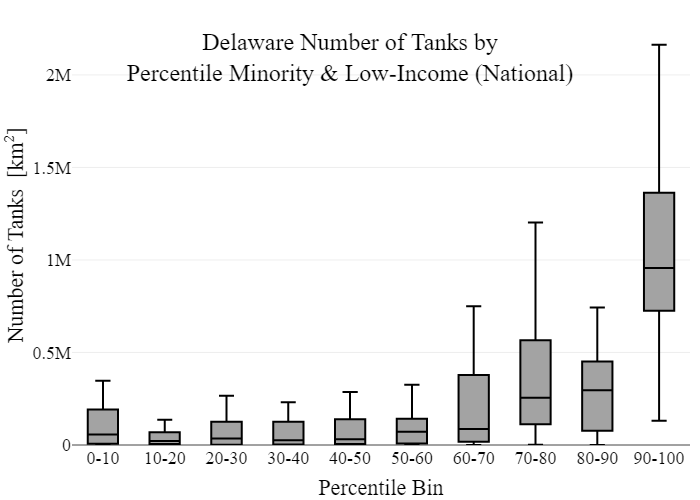 Delaware Number of Tanks by
Percentile Minority & Low-Income (National)
Number of Tanks [km²]
2M
1.5M
1M
0.5M
0
0-10 10-20 20-30 30-40 40-50 50-60 60-70 70-80 80-90 90-100
Percentile Bin